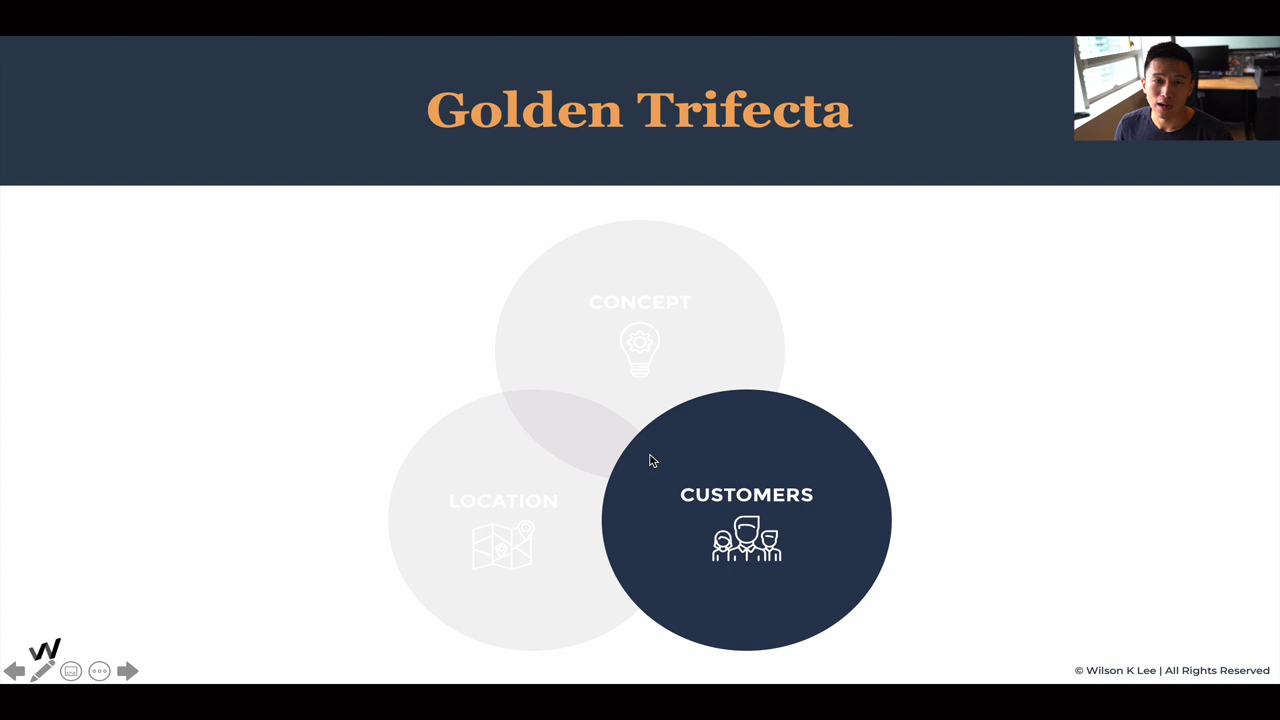 Golden Trifecta
CONCEPT
LOCATION
CUSTOMERS
W
© Wilson K Lee | All Rights Reserved